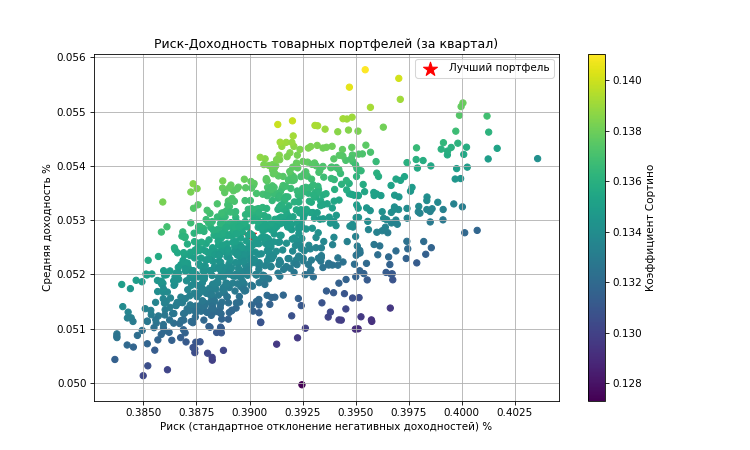 Риск-Доходность товарных портфелей (за квартал)
Лучший портфель
Средняя доходность %
0.056
0.055
0.054
0.053
0.052
0.051
0.050
0.3850 0.3875 0.3900 0.3925 0.3950 0.3975 0.4000 0.4025
Риск (стандартное отклонение негативных доходностей) %
0.140
0.138
0.136
0.134
0.132
0.130
0.128
Коэффициент Сортино